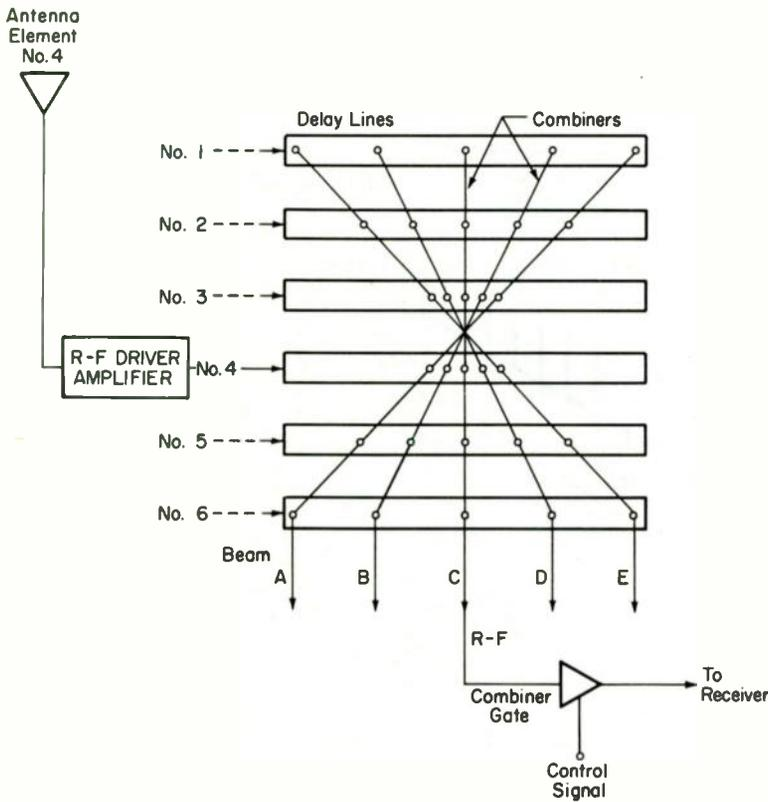 Antenna
Element
No. 4
Delay Lines
Combiners
No. 1
No. 2
No. 3
R-F DRIVER
AMPLIFIER
No. 4
No. 5
No. 6
Beam
A
B
C
D
E
R-F
Combiner
Gate
To
Receiver
Control
Signal